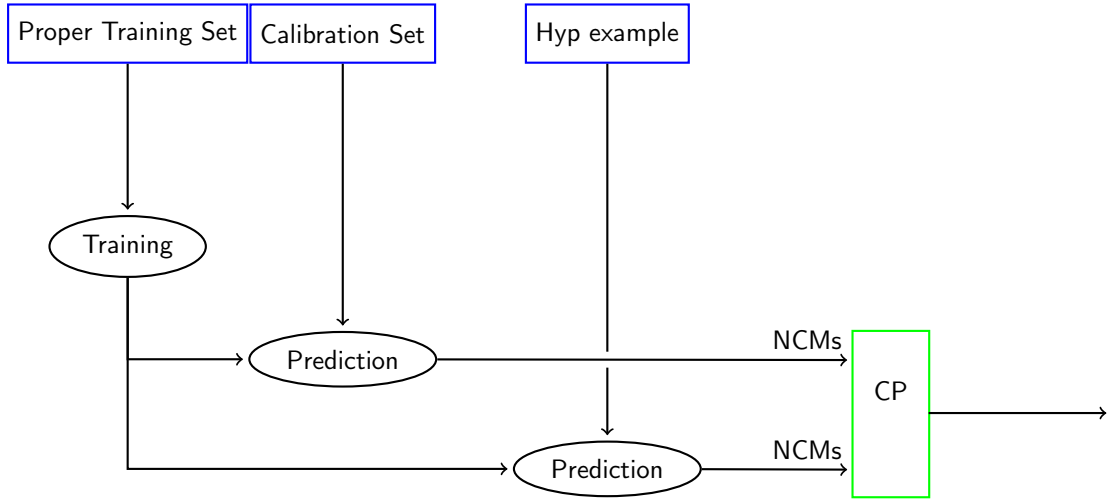 Proper Training Set
Calibration Set
Hyp example
Training
Prediction
NCMs
CP
NCMs
Prediction